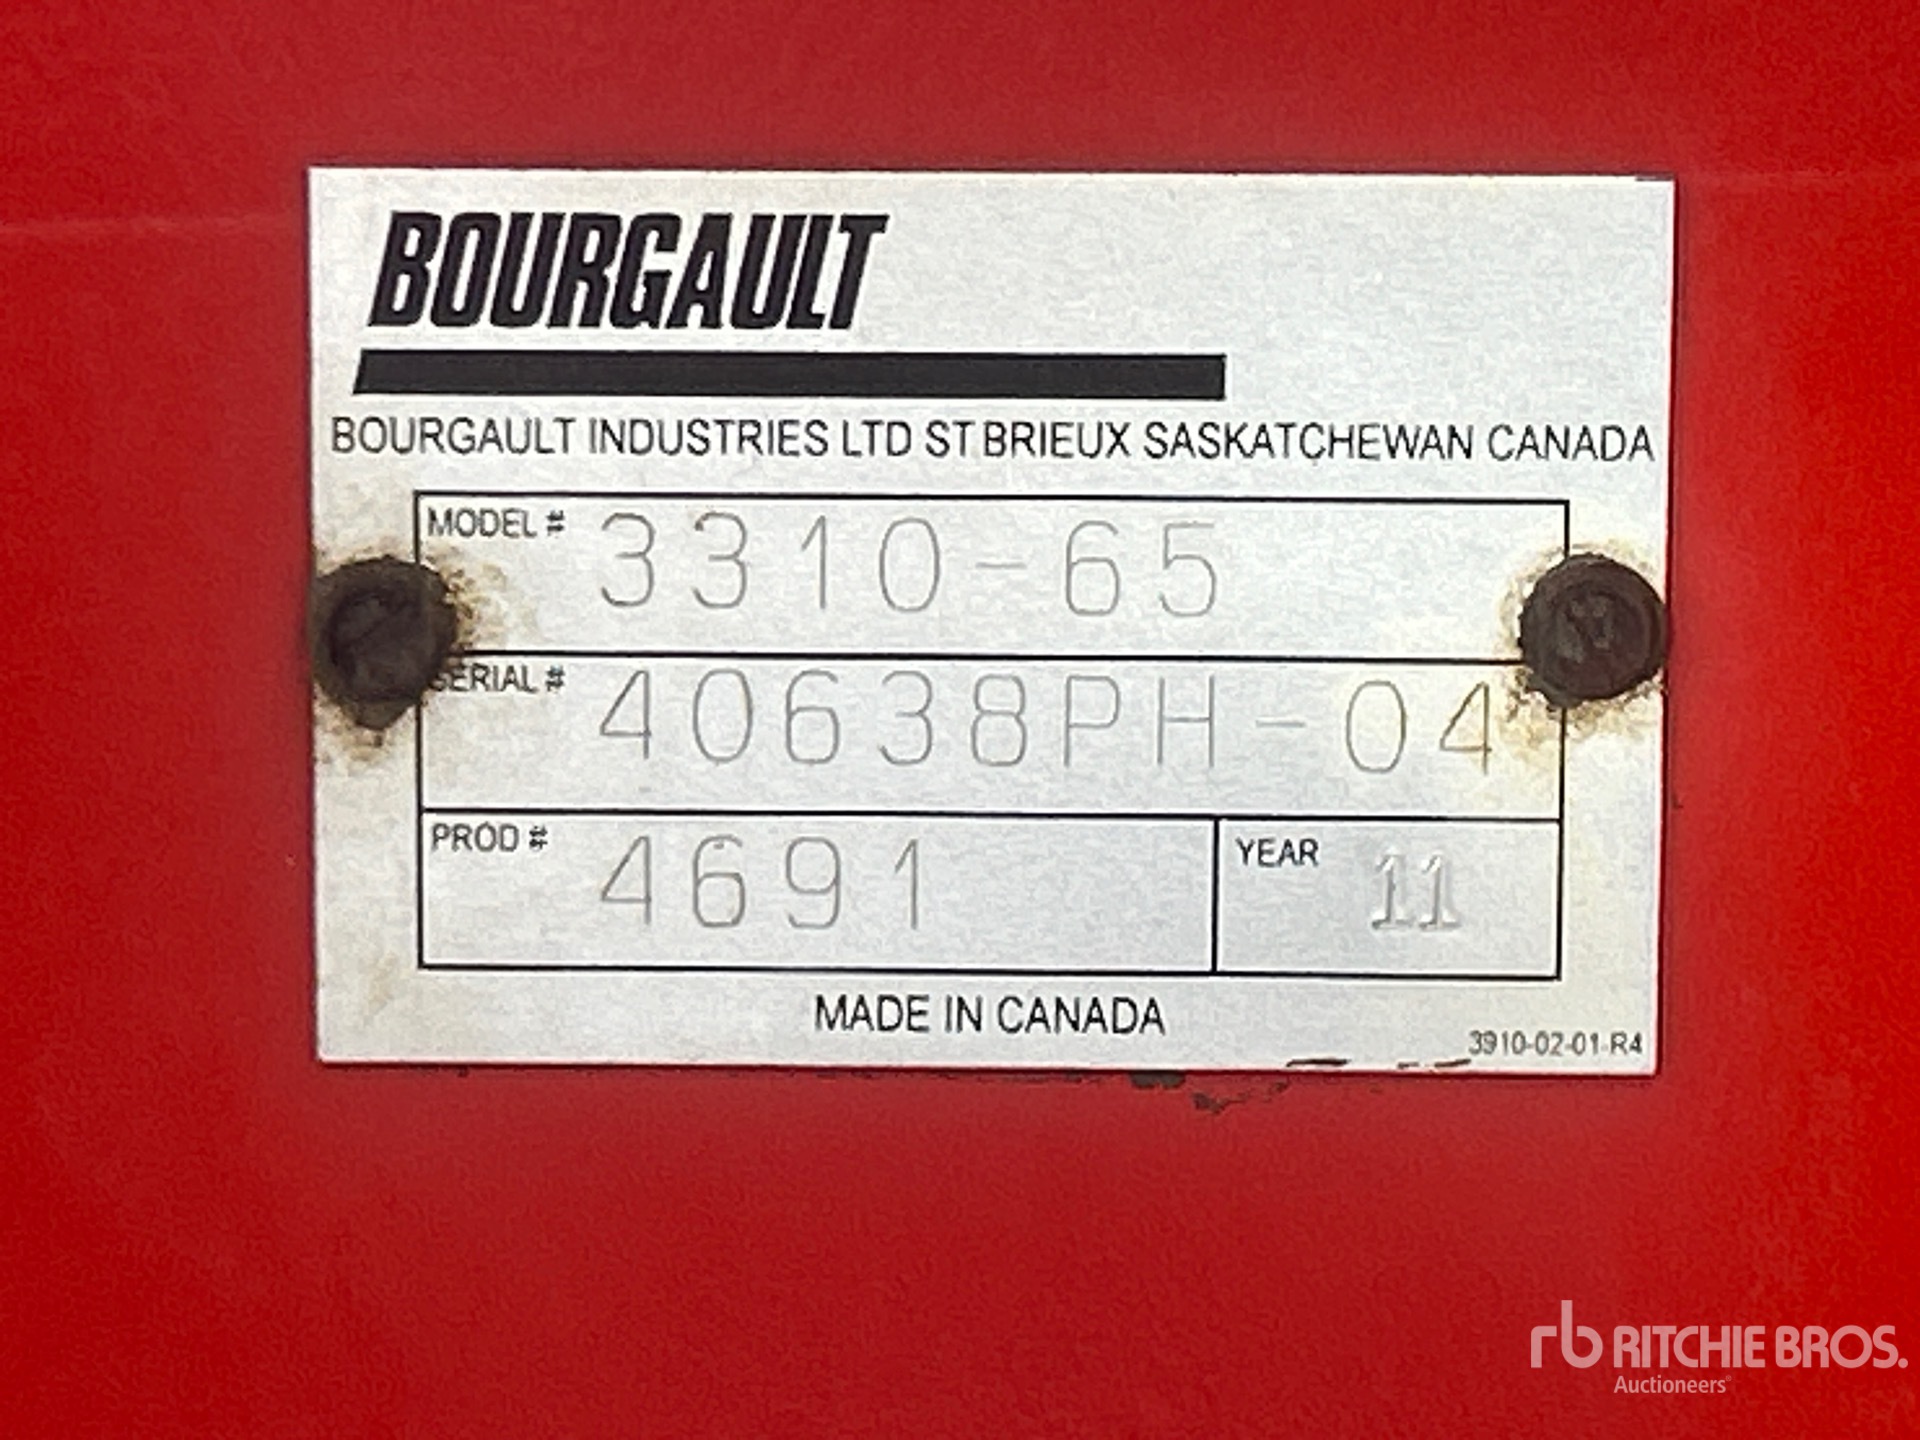 BOURGAULT
BOURGAULT INDUSTRIES LTD ST BRIEUX SASKATCHEWAN CANADA
MODEL # 3310-65
SERIAL # 40638PH-04
PROD # 4691 YEAR 11
MADE IN CANADA
3910-02-01-R4
rb RITCHIE BROS.
Auctioneers